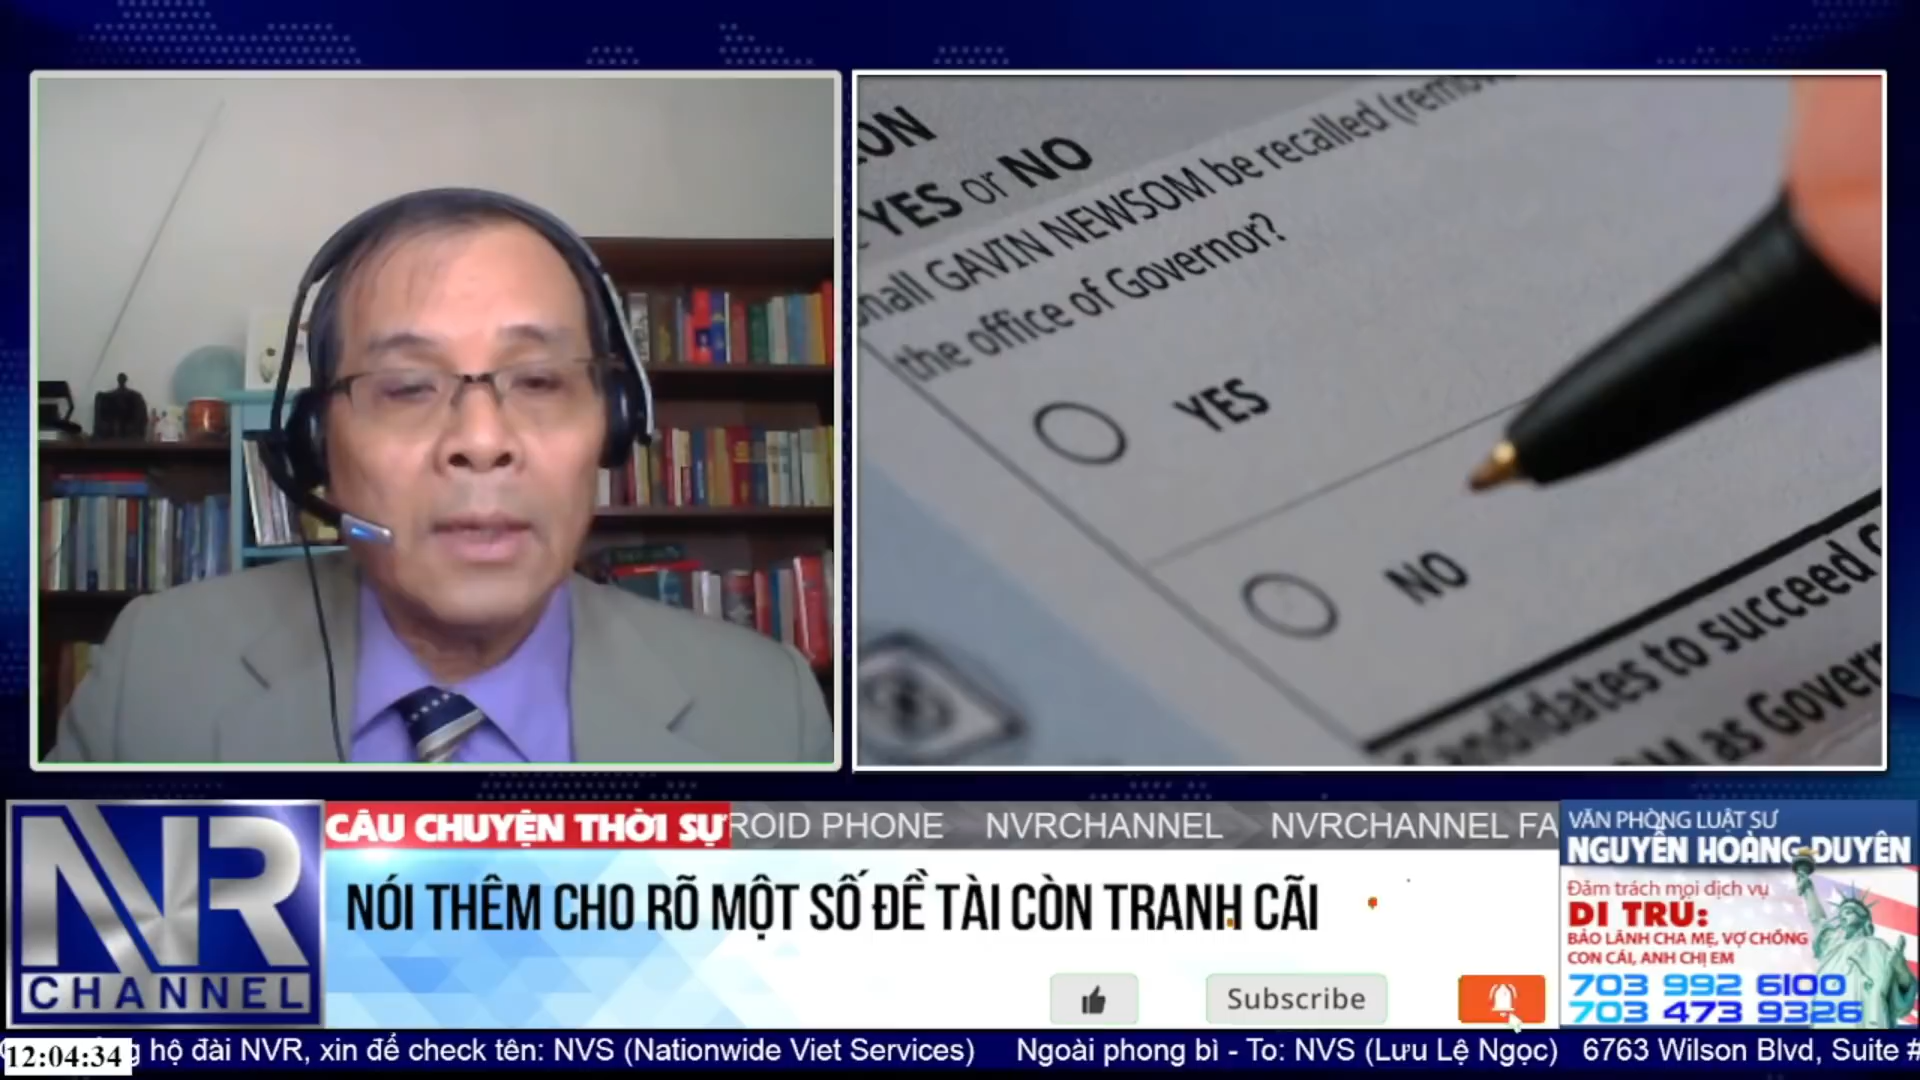 YES or NO
GAVIN NEWSOM be recalled
the office of Governor?
YES
NO
to succeed
as
NVR
CHANNEL
CÂU CHUYỆN THỜI SỰ
ROID PHONE NVRCHANNEL NVRCHANNEL FA
NÓI THÊM CHO RÕ MỘT SỐ ĐỀ TÀI CÒN TRANH CÃI
Subscribe
VĂN PHÒNG LUẬT SƯ
NGUYỄN HOÀNG DUYÊN
Đảm trách mọi dịch vụ
DI TRÚ:
BẢO LÃNH CHA MẸ, VỢ CHỒNG
CON CÁI, ANH CHỊ EM
703 992 6100
703 473 9326
12:04:34
hộ đài NVR, xin để check tên: NVS (Nationwide Viet Services) Ngoài phong bì - To: NVS (Lưu Lệ Ngọc) 6763 Wilson Blvd, Suite #